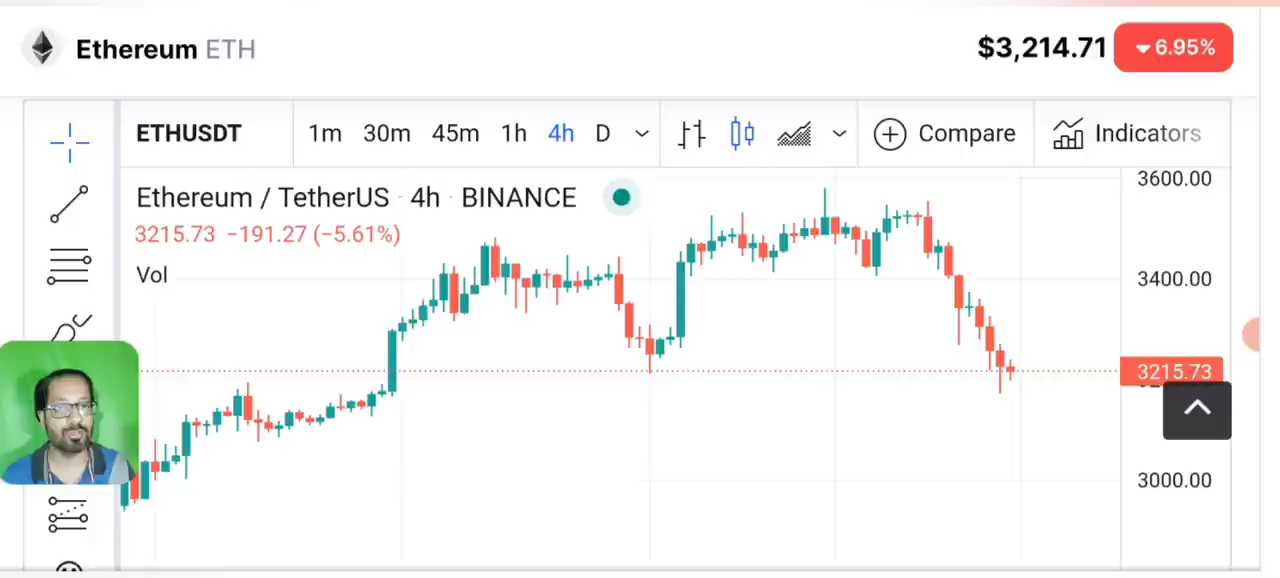 Ethereum ETH
$3,214.71 6.95%
ETHUSDT 1m 30m 45m 1h 4h D Compare Indicators
Ethereum / TetherUS · 4h · BINANCE
3215.73 −191.27 (−5.61%)
Vol
3600.00
3400.00
3215.73
3000.00